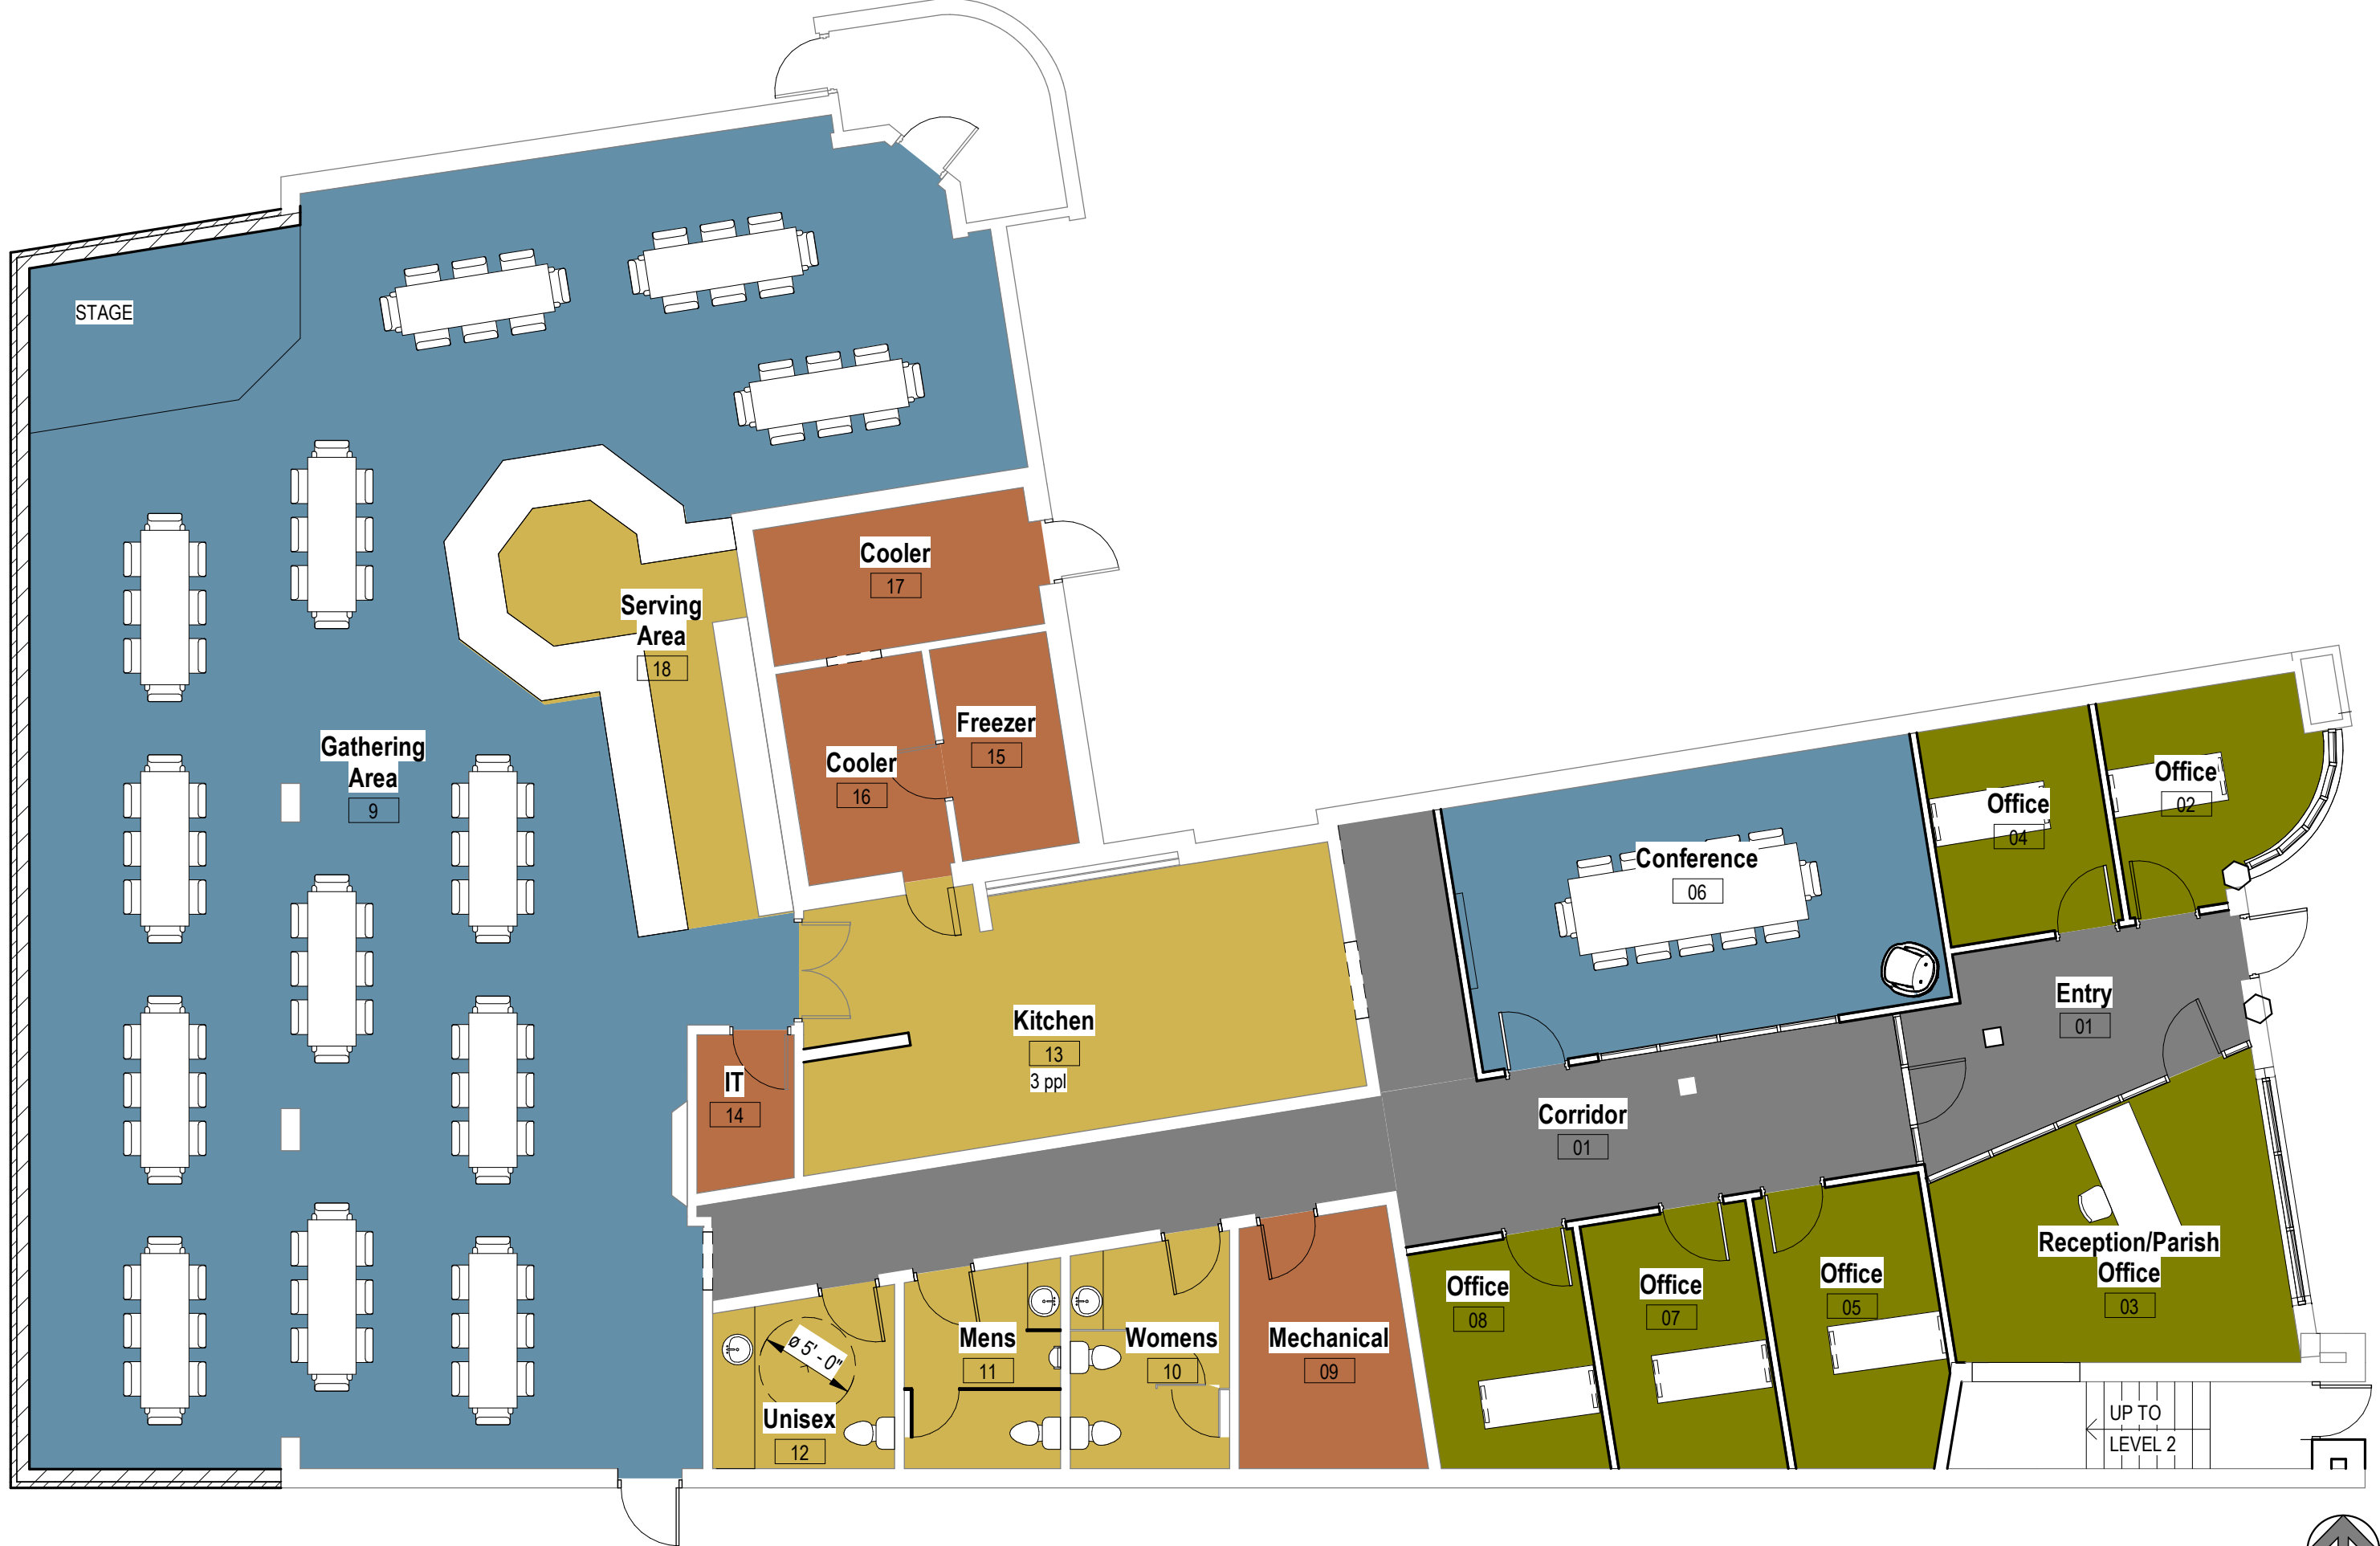 STAGE
Cooler
17
Serving
Area
18
Freezer
15
Cooler
16
Gathering
Area
9
Office
02
Office
04
Conference
06
Entry
01
Kitchen
13
3 ppl
IT
14
Corridor
01
Reception/Parish
Office
03
Office
05
Office
07
Office
08
Mechanical
09
Womens
10
Mens
11
ø 5' - 0"
Unisex
12
UP TO
LEVEL 2